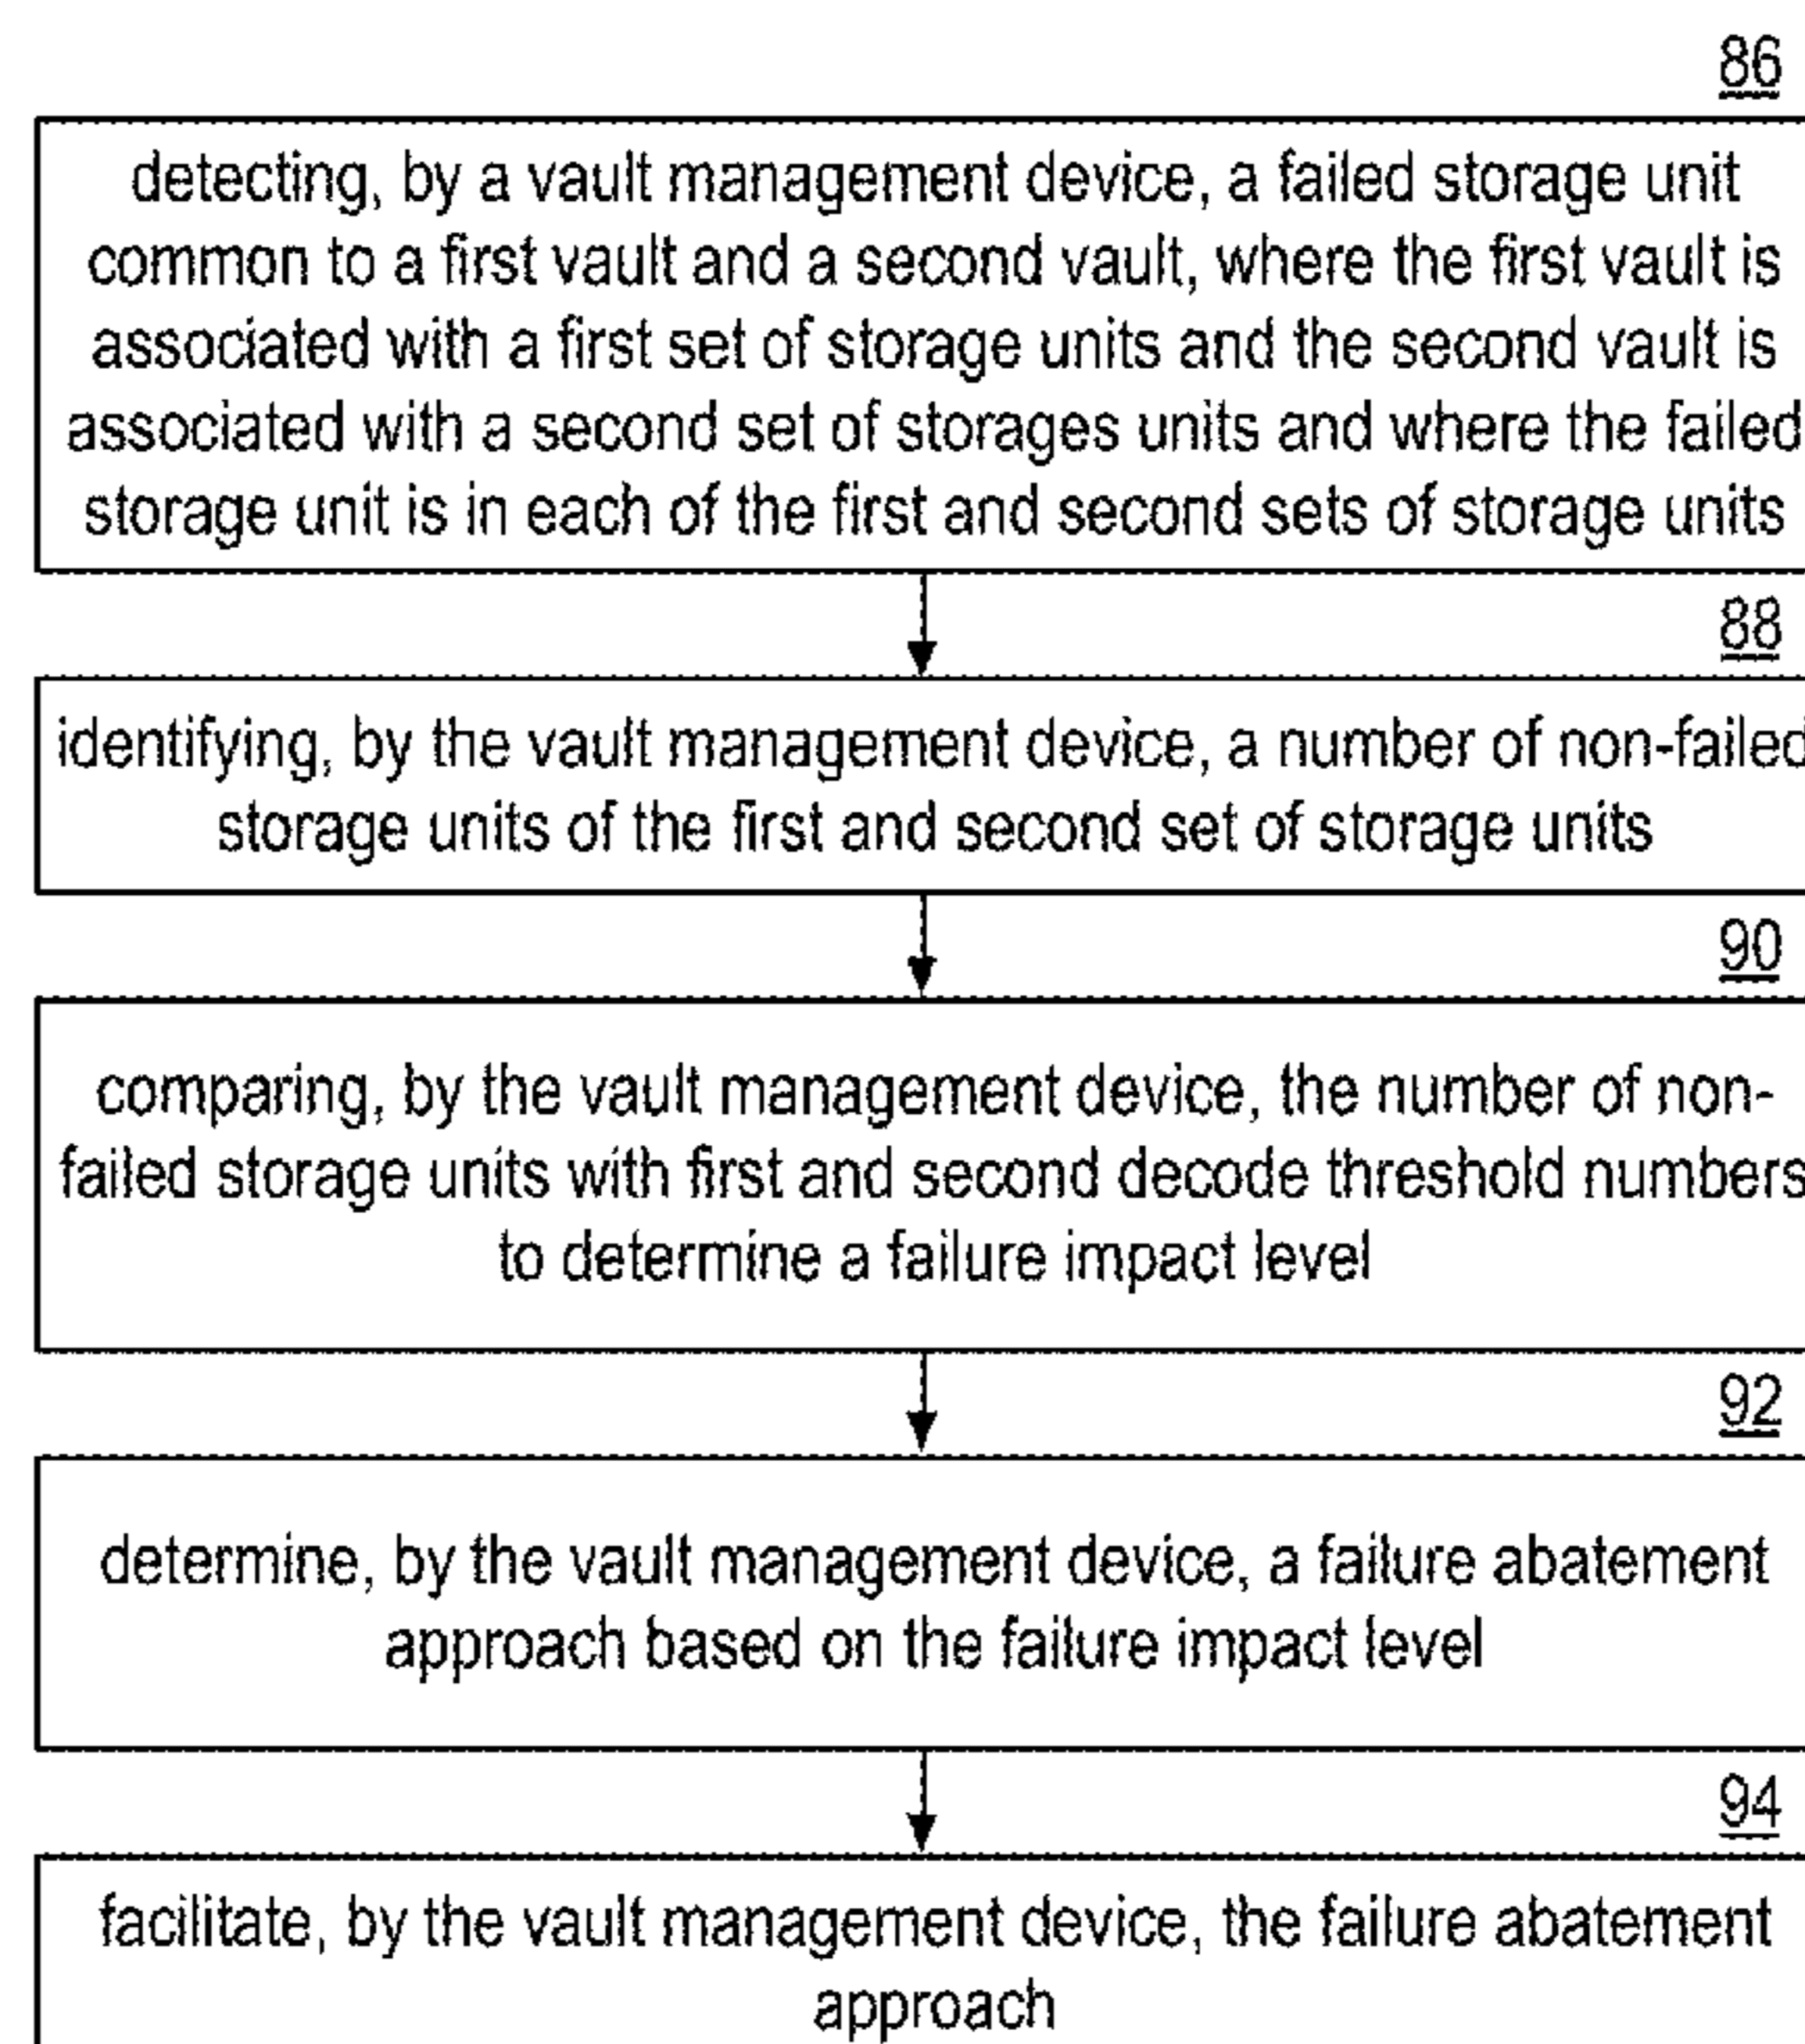 86
detecting, by a vault management device, a failed storage unit
common to a first vault and a second vault, where the first vault is
associated with a first set of storage units and the second vault is
associated with a second set of storages units and where the failed
storage unit is in each of the first and second sets of storage units
88
identifying, by the vault management device, a number of non-failed
storage units of the first and second set of storage units
90
comparing, by the vault management device, the number of non-
failed storage units with first and second decode threshold numbers
to determine a failure impact level
92
determine, by the vault management device, a failure abatement
approach based on the failure impact level
94
facilitate, by the vault management device, the failure abatement
approach